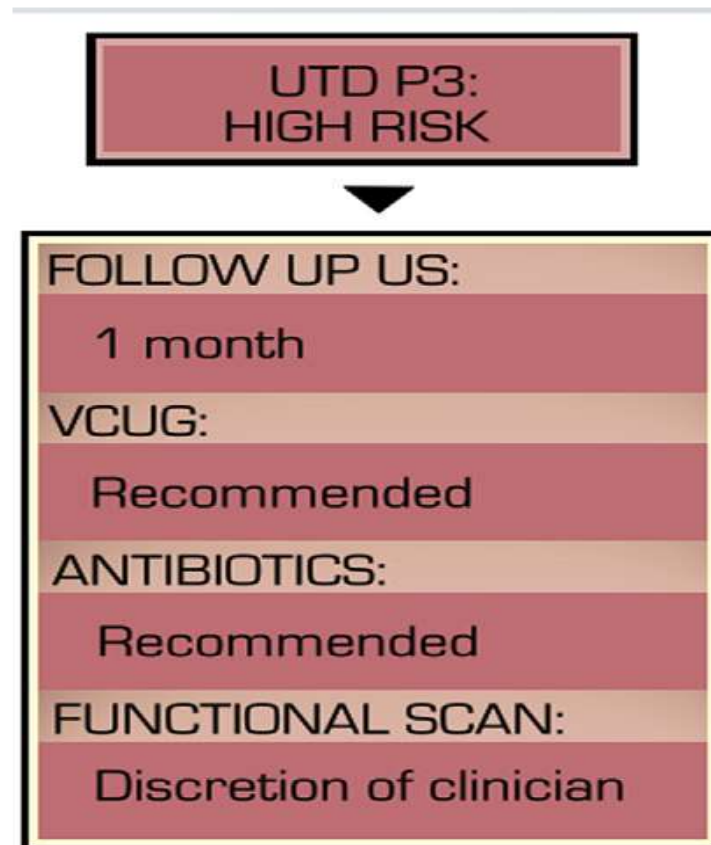 UTD P3:
HIGH RISK
FOLLOW UP US:
1 month
VCUG:
Recommended
ANTIBIOTICS:
Recommended
FUNCTIONAL SCAN:
Discretion of clinician